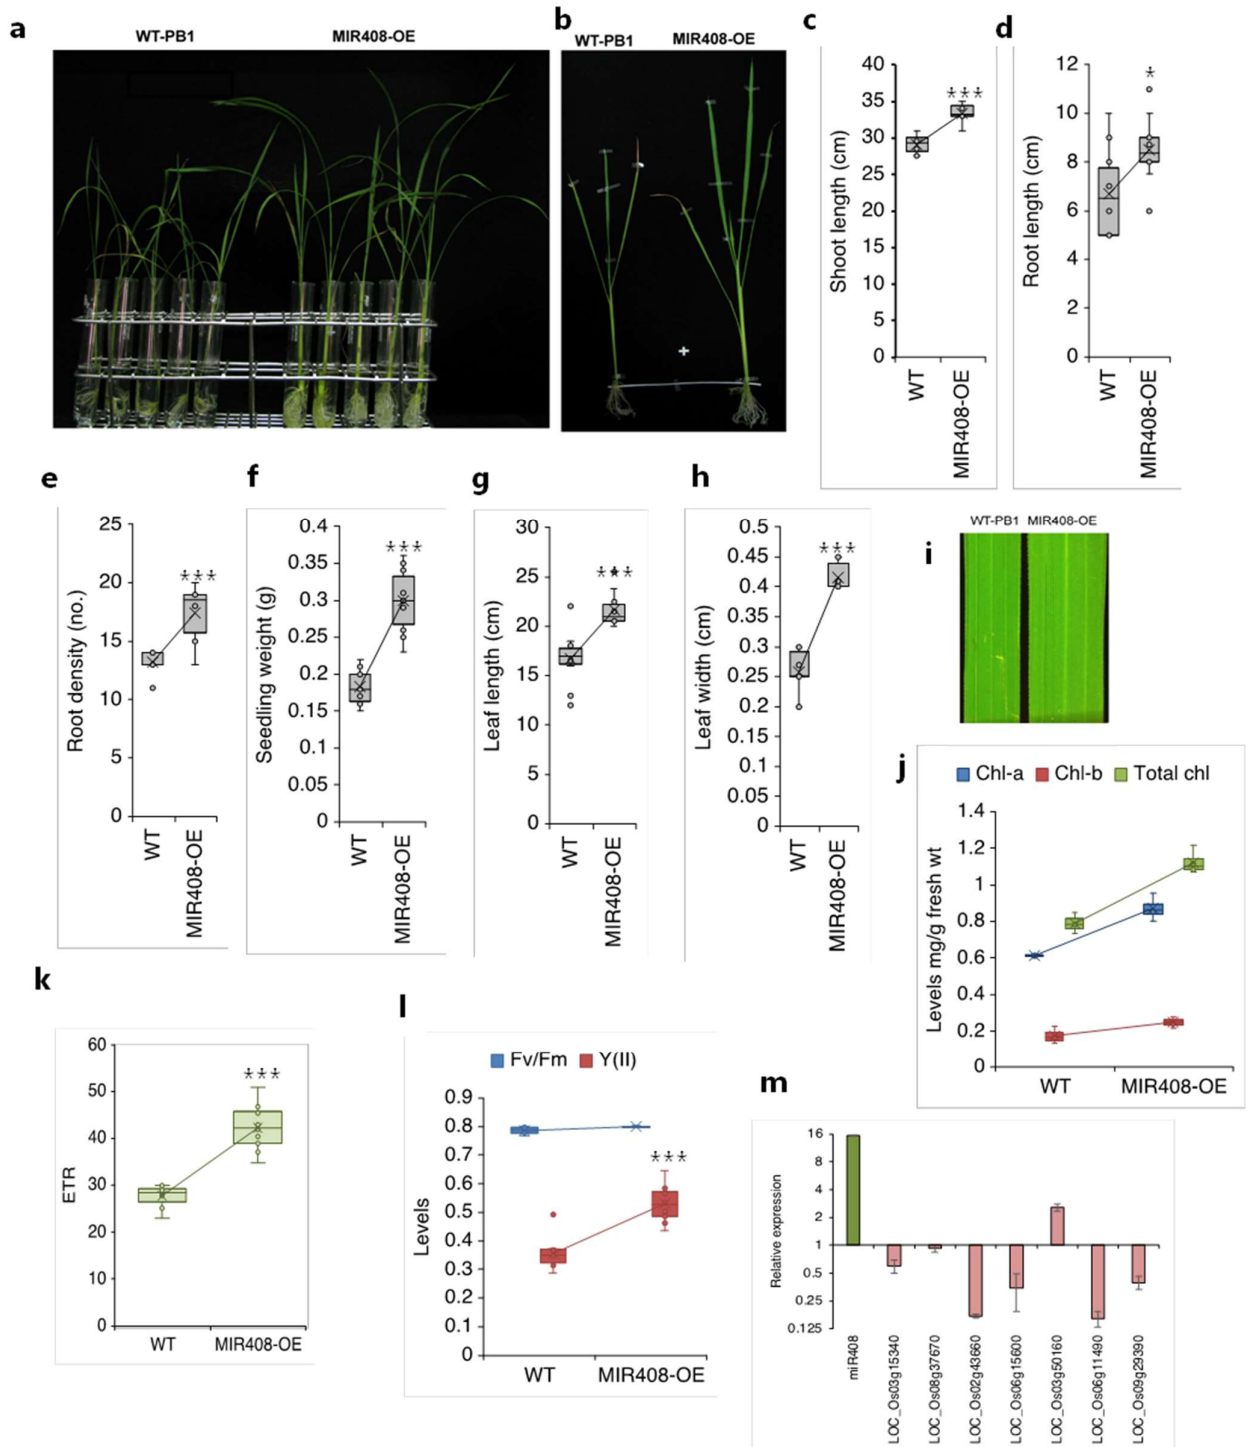 a
WT-PB1 MIR408-OE
b
WT-PB1 MIR408-OE
c
Shoot length (cm)
40
35
30
25
20
15
10
5
0
***
WT
MIR408-OE
d
Root length (cm)
12
10
8
6
4
2
0
*
WT
MIR408-OE
e
Root density (no.)
25
20
15
10
5
0
***
WT
MIR408-OE
f
Seedling weight (g)
0.4
0.35
0.3
0.25
0.2
0.15
0.1
0.05
0
***
WT
MIR408-OE
g
Leaf length (cm)
30
25
20
15
10
5
0
***
WT
MIR408-OE
h
Leaf width (cm)
0.5
0.45
0.4
0.35
0.3
0.25
0.2
0.15
0.1
0.05
0
***
WT
MIR408-OE
i
WT-PB1 MIR408-OE
j
Chl-a Chl-b Total chl
Levels mg/g fresh wt
1.4
1.2
1
0.8
0.6
0.4
0.2
0
WT MIR408-OE
k
ETR
60
50
40
30
20
10
0
***
WT MIR408-OE
l
Fv/Fm Y(II)
Levels
0.9
0.8
0.7
0.6
0.5
0.4
0.3
0.2
0.1
0
***
WT MIR408-OE
m
Relative expression
16
8
4
2
1
0.5
0.25
0.125
miR408
LOC_Os03g15340
LOC_Os08g37670
LOC_Os02g43660
LOC_Os06g15600
LOC_Os03g50160
LOC_Os06g11490
LOC_Os09g29390